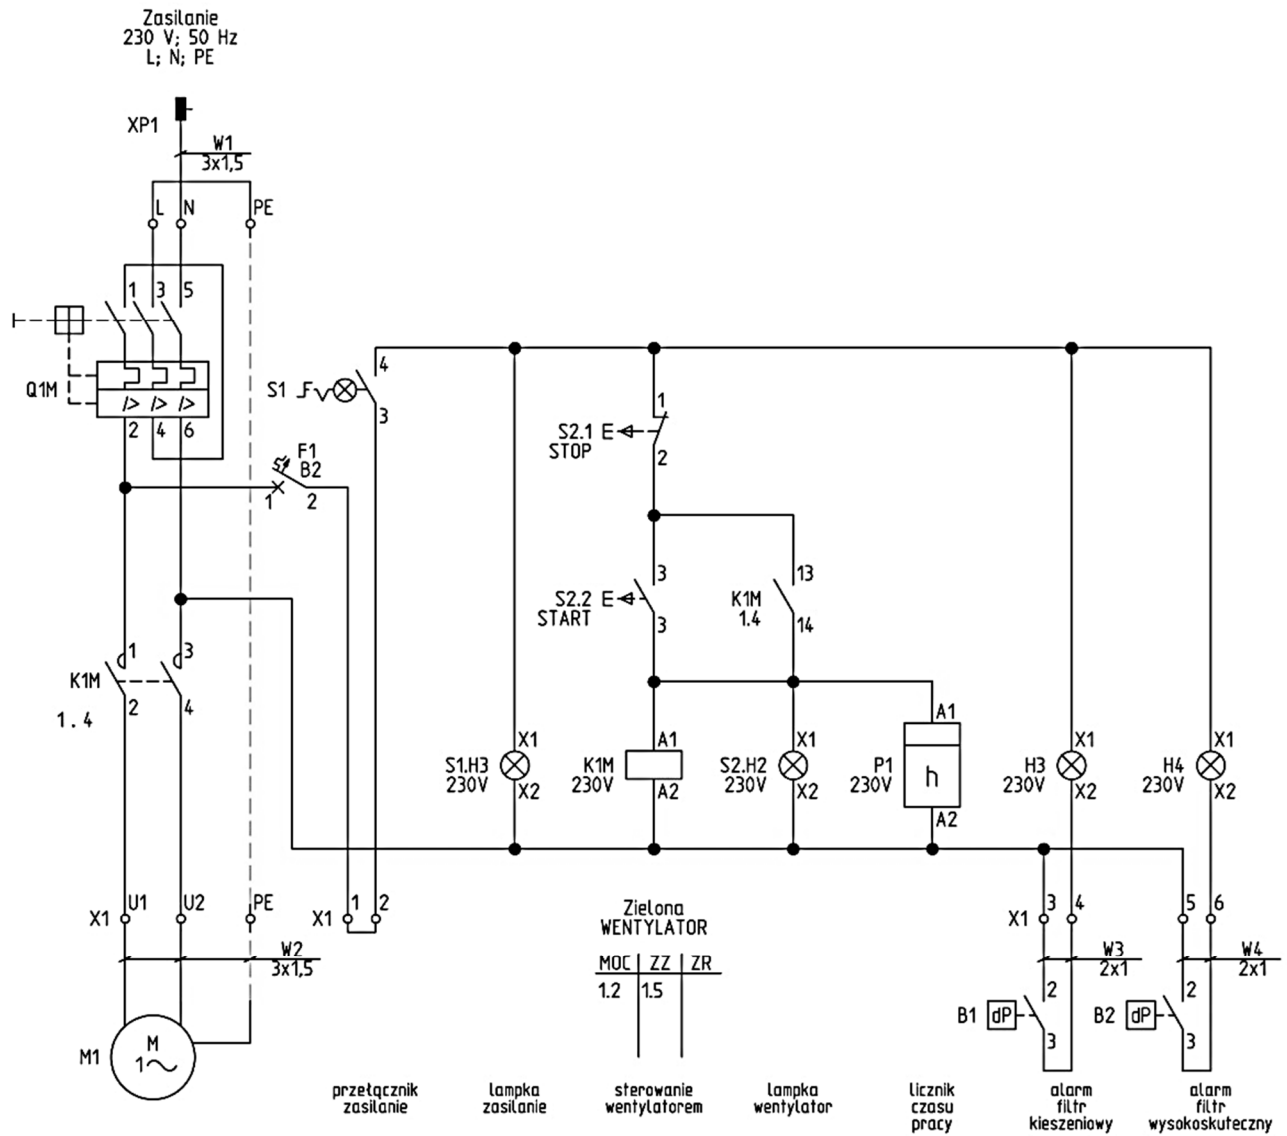 Zasilanie
230 V; 50 Hz
L; N; PE
XP1
W1
3x1,5
L N PE
1 3 5
Q1M
I> I> I>
2 4 6
F1
B2
1 2
S1
4
3
S2.1 E
STOP
1
2
S2.2 E
START
3
3
K1M
1.4
13
14
K1M
1. 4
1 3
2 4
S1.H3
230V
X1
X2
K1M
230V
A1
A2
S2.H2
230V
X1
X2
P1
230V
A1
h
A2
H3
230V
X1
X2
H4
230V
X1
X2
X1 U1 U2 PE
X1 1 2
X1 3 4 5 6
W2
3x1,5
W3
2x1
W4
2x1
Zielona
WENTYLATOR
MOC ZZ ZR
1.2 1.5
M1
M
1~
B1 dP
2
3
B2 dP
2
3
przełącznik
zasilanie
lampka
zasilanie
sterowanie
wentylatorem
lampka
wentylator
licznik
czasu
pracy
alarm
filtr
kieszeniowy
alarm
filtr
wysokoskuteczny